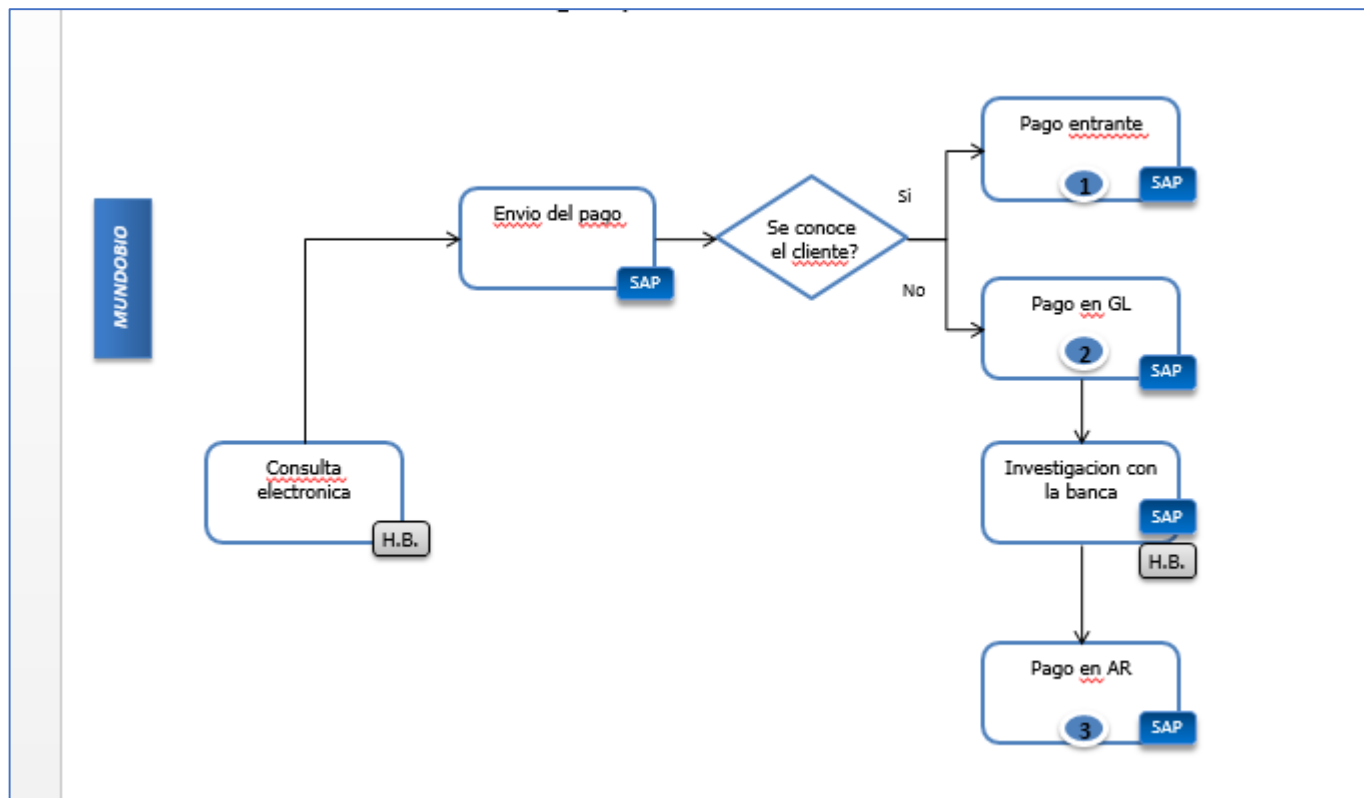 MUNDOBIO
Consulta
electronica
H.B.
Envio del pago
SAP
Se conoce
el cliente?
Si
No
Pago entrante
1
SAP
Pago en GL
2
SAP
Investigacion con
la banca
SAP
H.B.
Pago en AR
3
SAP